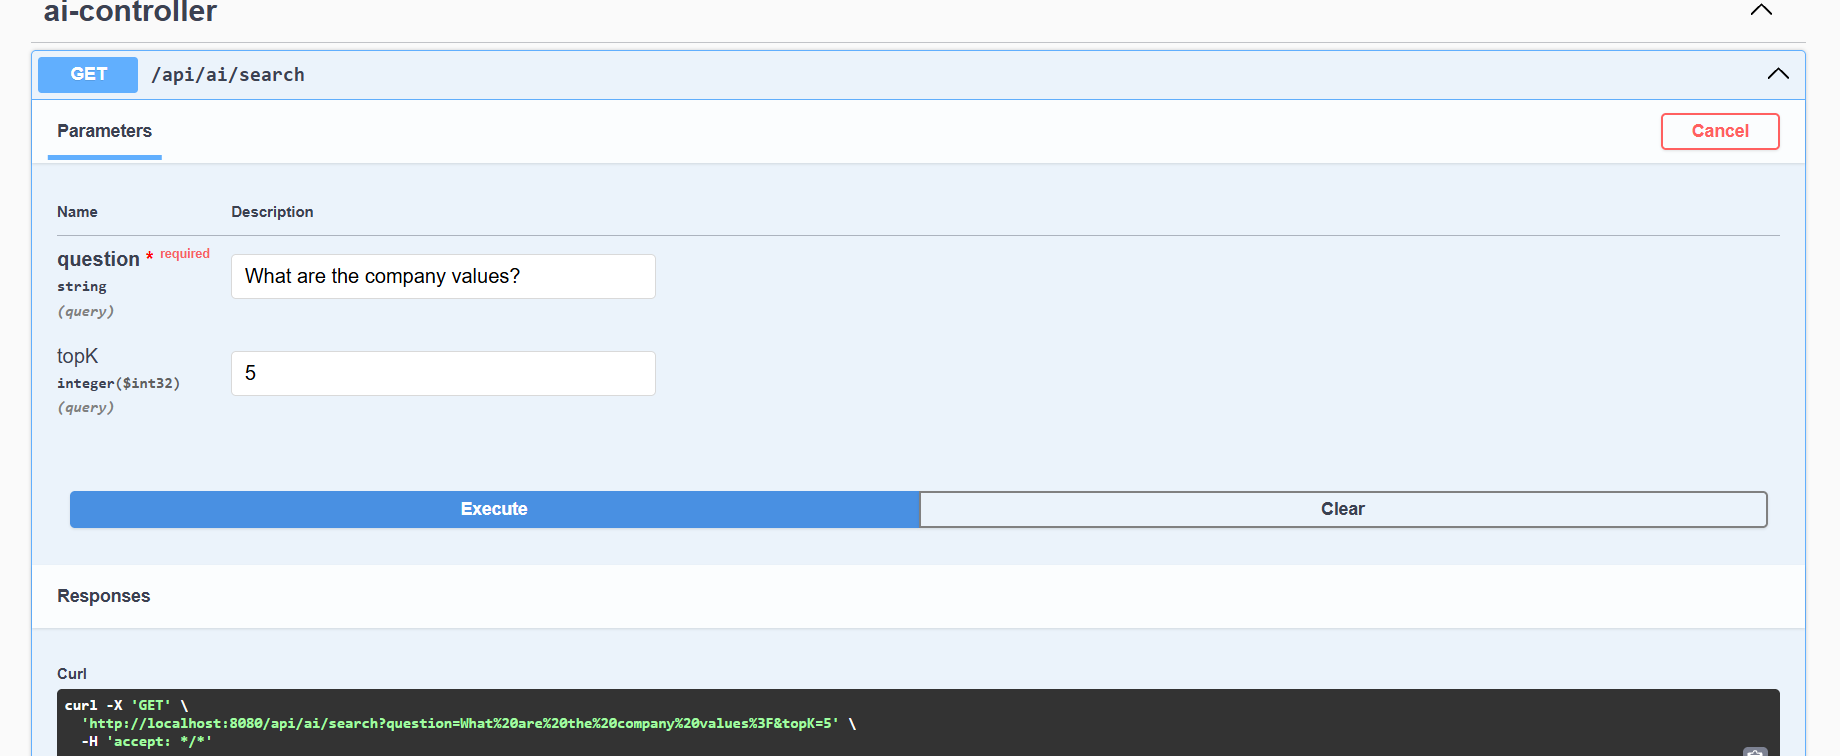 ai-controller
GET /api/ai/search
Parameters
Cancel
Name Description
question * required
string
(query)
What are the company values?
topK
integer($int32)
(query)
5
Execute Clear
Responses
Curl
curl -X 'GET' \
'http://localhost:8080/api/ai/search?question=What%20are%20the%20company%20values%3F&topK=5' \
-H 'accept: */*'